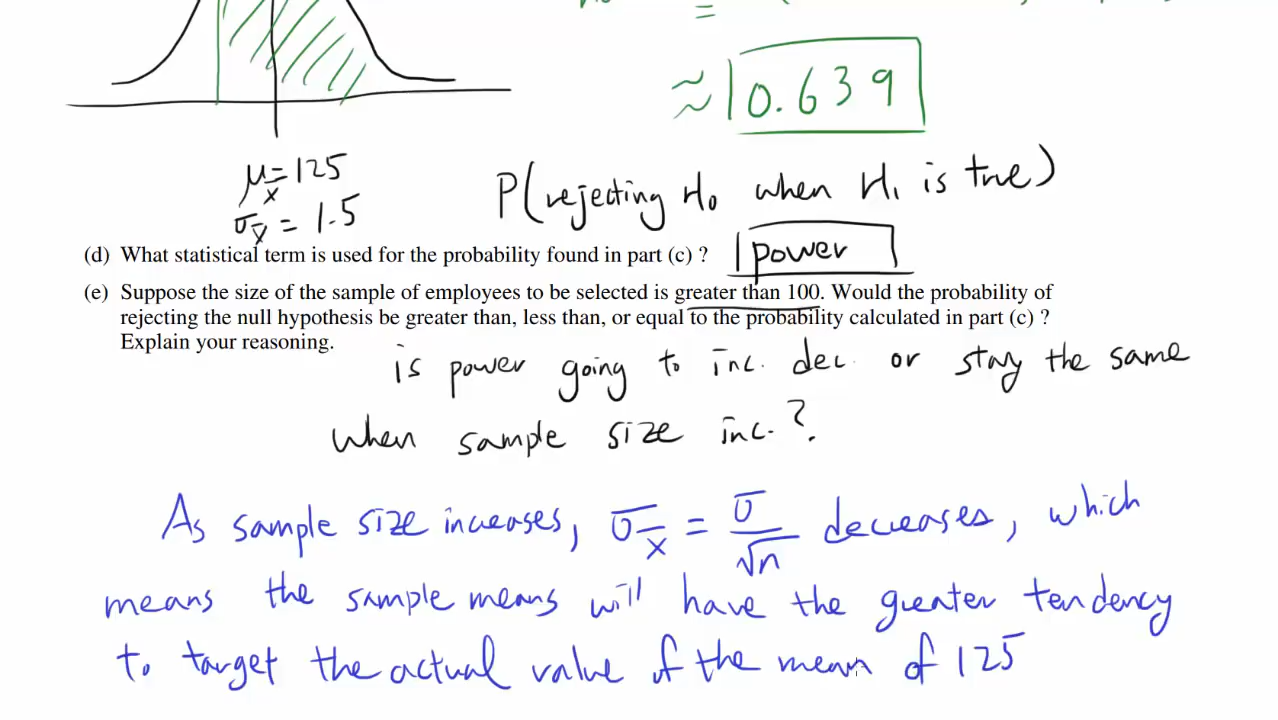 =
≈ 0.639
μx̄ = 125
σx̄ = 1.5
P(rejecting H₀ when H₁ is true)
(d) What statistical term is used for the probability found in part (c) ? power
(e) Suppose the size of the sample of employees to be selected is greater than 100. Would the probability of
rejecting the null hypothesis be greater than, less than, or equal to the probability calculated in part (c) ?
Explain your reasoning.
is power going to inc. dec. or stay the same
when sample size inc.?
As sample size increases, σx̄ = σ/√n decreases, which
means the sample means will have the greater tendency
to target the actual value of the mean of 125